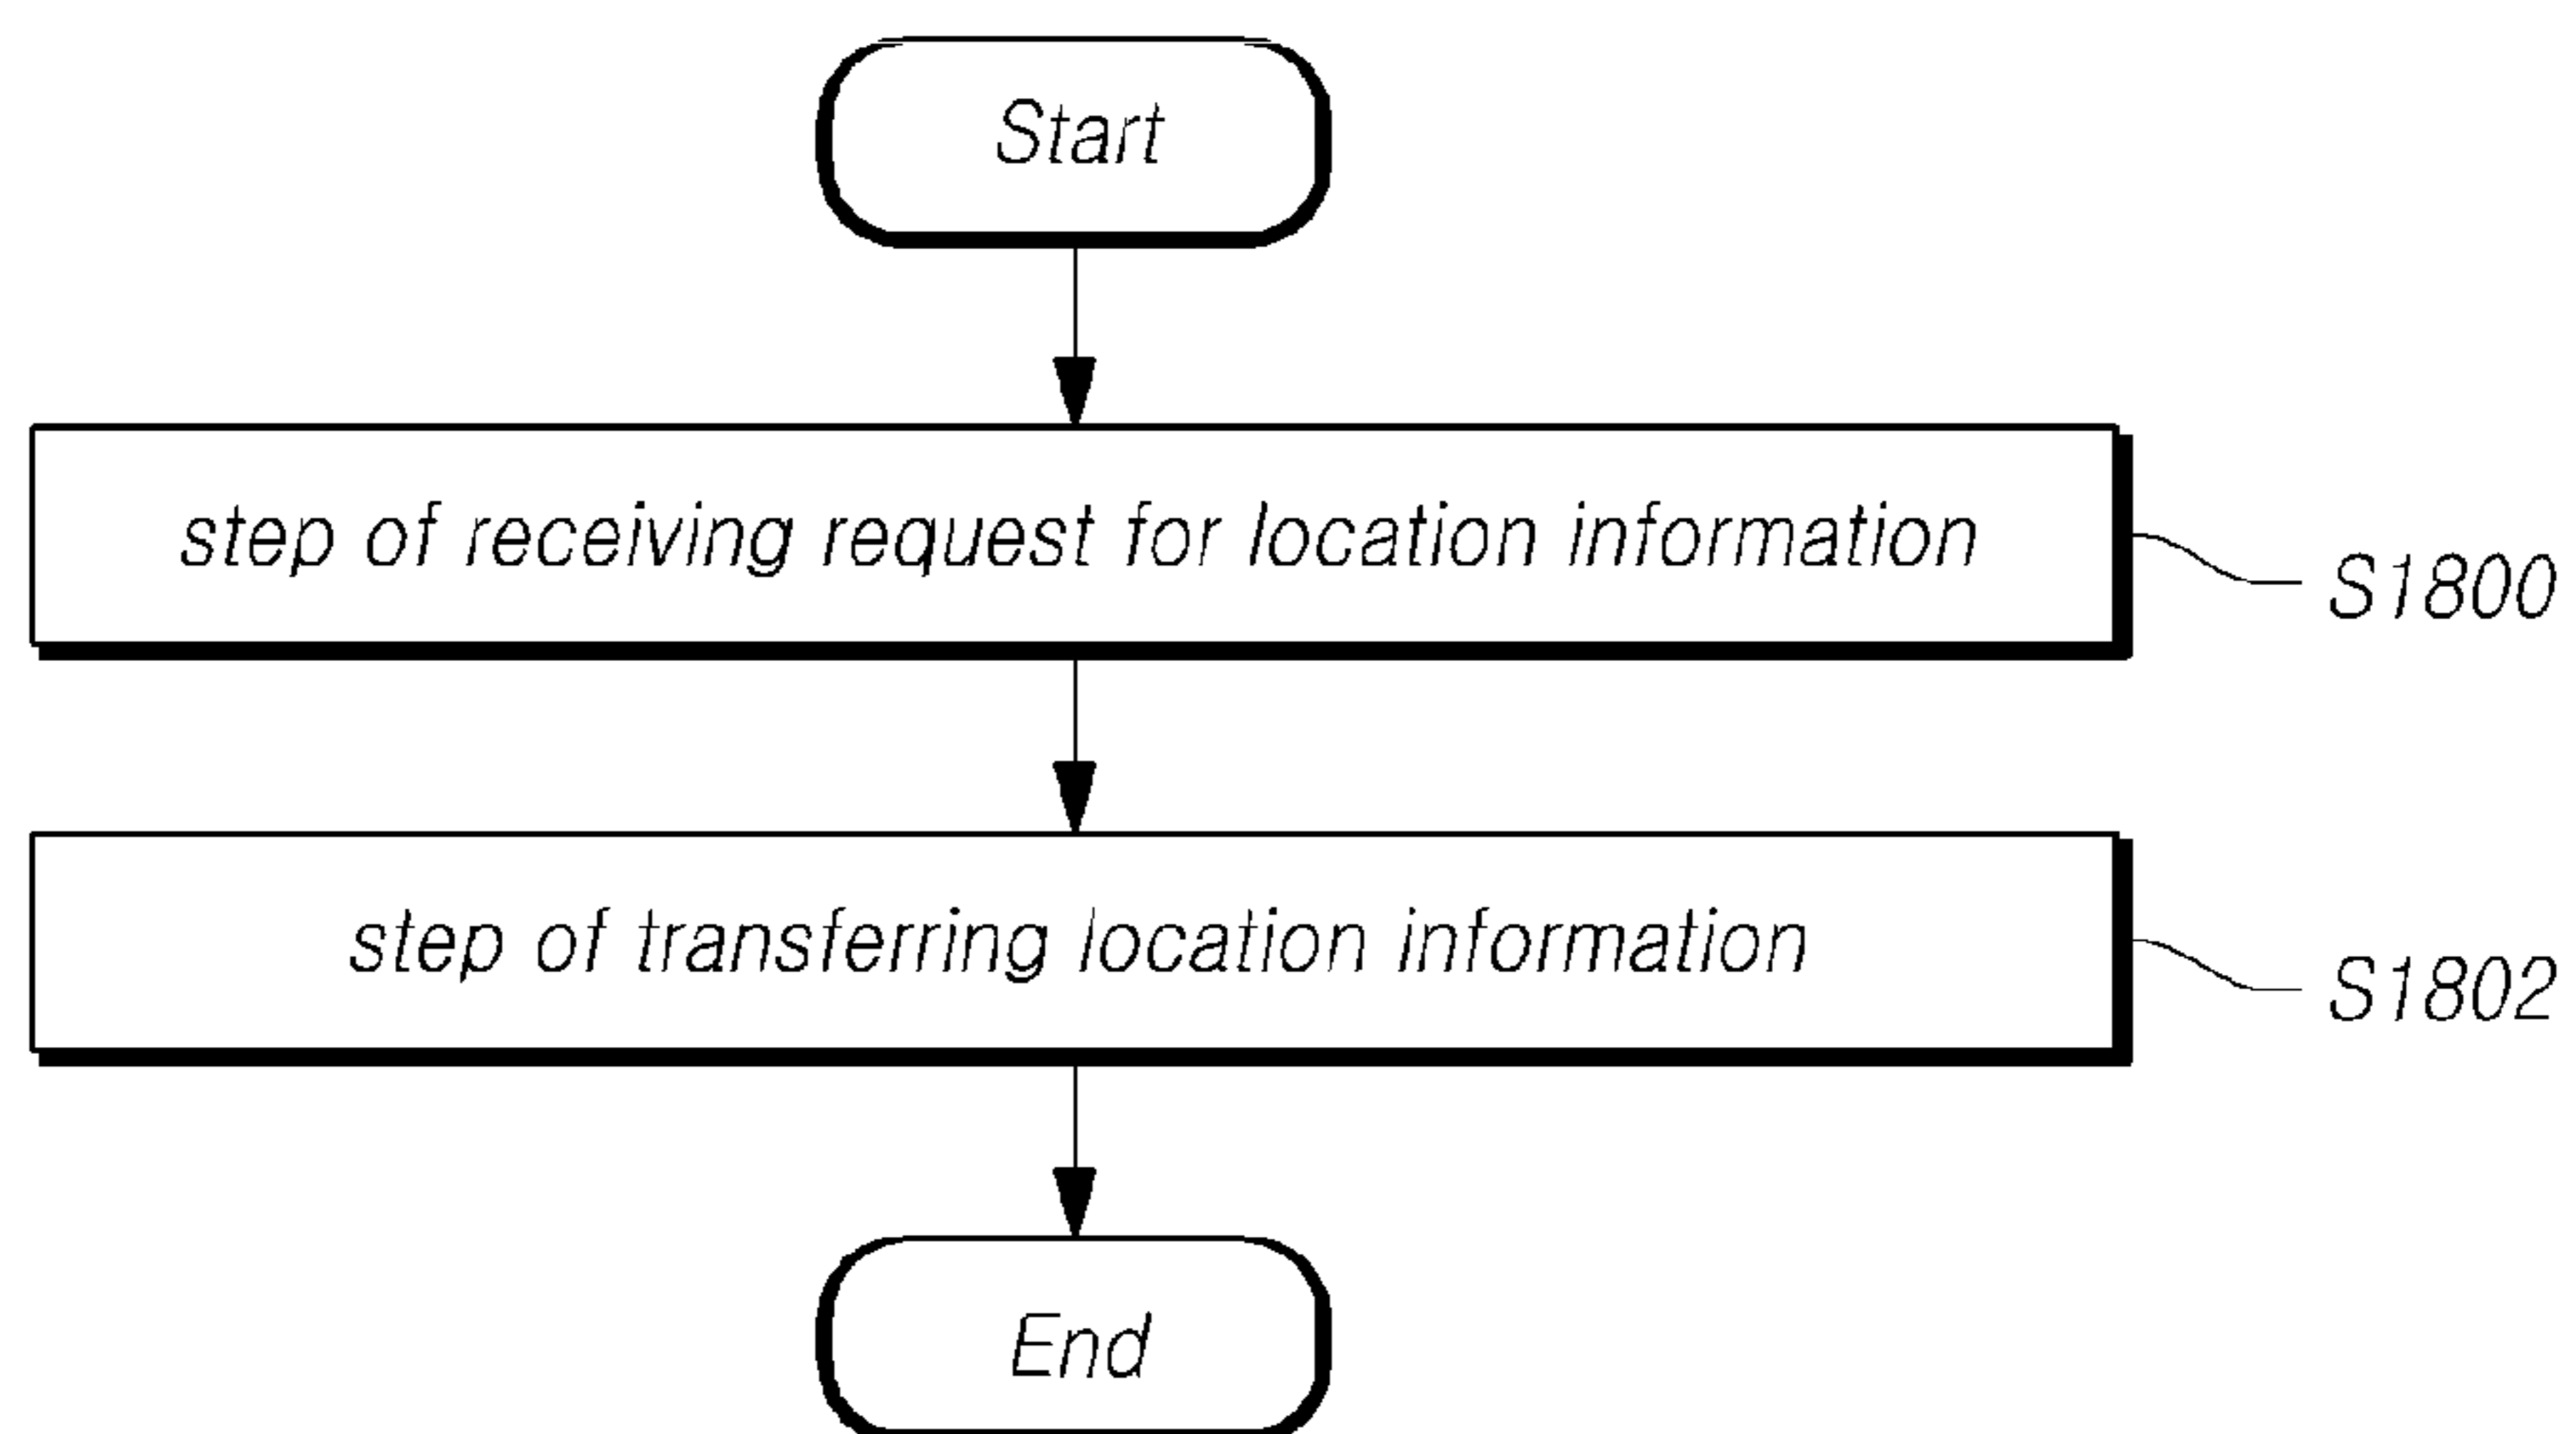 Start
step of receiving request for location information
S1800
step of transferring location information
S1802
End